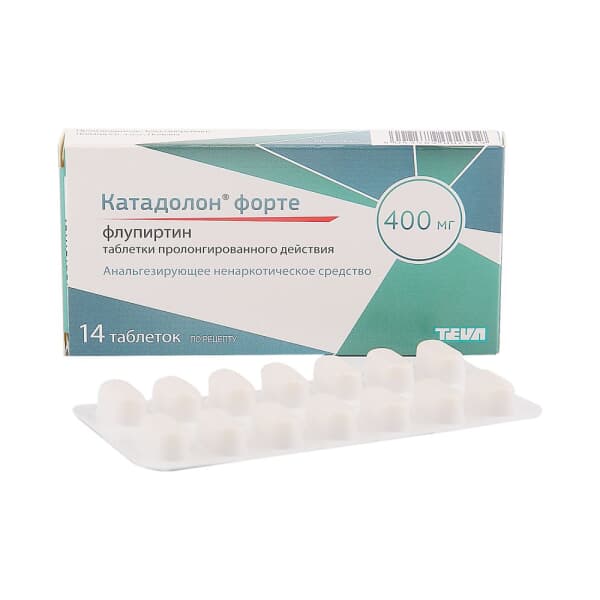 Катадолон® форте
флупиртин
таблетки пролонгированного действия
Анальгезирующее ненаркотическое средство
400 мг
14 таблеток ПО РЕЦЕПТУ
TEVA